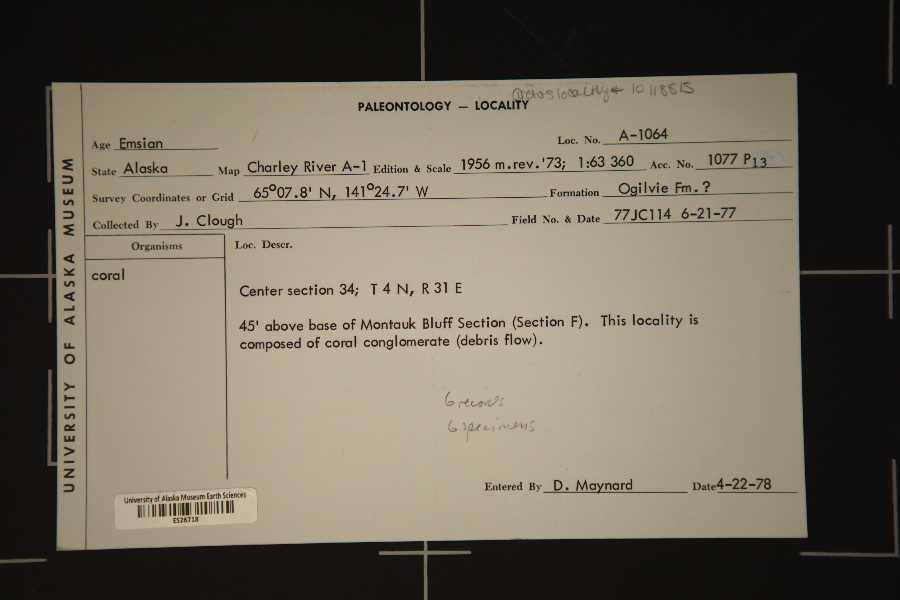 Arctos locality # 10118515
PALEONTOLOGY — LOCALITY
Age Emsian Loc. No. A-1064
State Alaska Map Charley River A-1 Edition & Scale 1956 m.rev.'73; 1:63 360 Acc. No. 1077 P13
Survey Coordinates or Grid 65°07.8' N, 141°24.7' W Formation Ogilvie Fm.?
Collected By J. Clough Field No. & Date 77JC114 6-21-77
Organisms Loc. Descr.
coral
Center section 34; T 4 N, R 31 E
45' above base of Montauk Bluff Section (Section F). This locality is
composed of coral conglomerate (debris flow).
6 records
6 specimens
Entered By D. Maynard Date 4-22-78
University of Alaska Museum Earth Sciences
ES26718
UNIVERSITY OF ALASKA MUSEUM